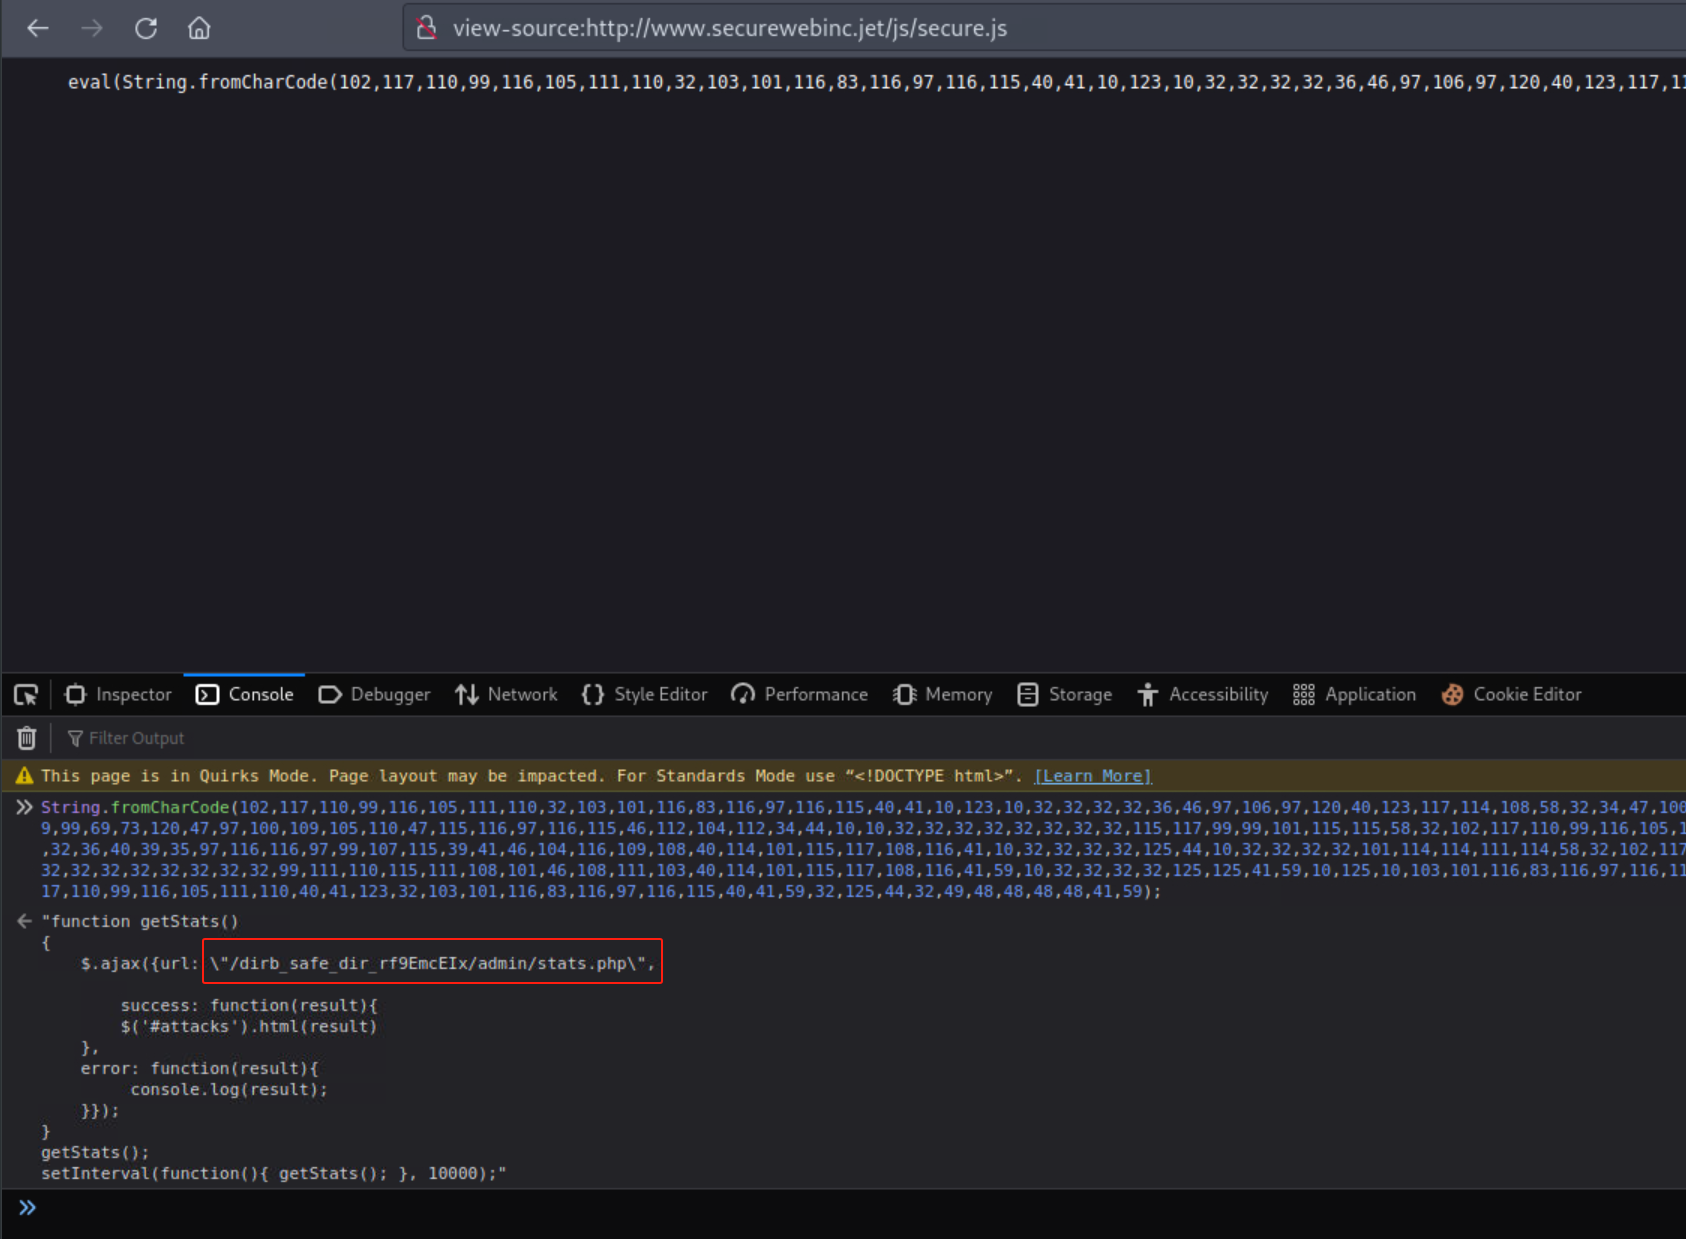 view-source:http://www.securewebinc.jet/js/secure.js
eval(String.fromCharCode(102,117,110,99,116,105,111,110,32,103,101,116,83,116,97,116,115,40,41,10,123,10,32,32,32,32,36,46,97,106,97,120,40,123,117,11
Inspector Console Debugger Network Style Editor Performance Memory Storage Accessibility Application Cookie Editor
Filter Output
This page is in Quirks Mode. Page layout may be impacted. For Standards Mode use “<!DOCTYPE html>”. [Learn More]
String.fromCharCode(102,117,110,99,116,105,111,110,32,103,101,116,83,116,97,116,115,40,41,10,123,10,32,32,32,32,36,46,97,106,97,120,40,123,117,114,108,58,32,34,47,100
9,99,69,73,120,47,97,100,109,105,110,47,115,116,97,116,115,46,112,104,112,34,44,10,10,32,32,32,32,32,32,32,32,115,117,99,99,101,115,115,58,32,102,117,110,99,116,105,1
,32,36,40,39,35,97,116,116,97,99,107,115,39,41,46,104,116,109,108,40,114,101,115,117,108,116,41,10,32,32,32,32,125,44,10,32,32,32,32,101,114,114,111,114,58,32,102,117
32,32,32,32,32,32,32,32,99,111,110,115,111,108,101,46,108,111,103,40,114,101,115,117,108,116,41,59,10,32,32,32,32,125,125,41,59,10,125,10,103,101,116,83,116,97,116,11
17,110,99,116,105,111,110,40,41,123,32,103,101,116,83,116,97,116,115,40,41,59,32,125,44,32,49,48,48,48,48,41,59);
"function getStats()
{
$.ajax({url: \"/dirb_safe_dir_rf9EmcEIx/admin/stats.php\",
success: function(result){
$('#attacks').html(result)
},
error: function(result){
console.log(result);
}});
}
getStats();
setInterval(function(){ getStats(); }, 10000);"